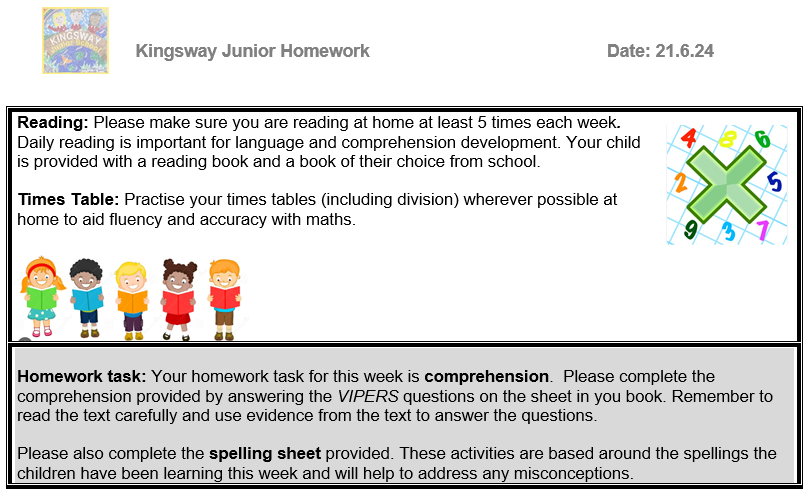 KINGSWAY
Junior School
Kingsway Junior Homework
Date: 21.6.24
Reading: Please make sure you are reading at home at least 5 times each week.
Daily reading is important for language and comprehension development. Your child
is provided with a reading book and a book of their choice from school.
4 8 6
2 5
9 3 7
Times Table: Practise your times tables (including division) wherever possible at
home to aid fluency and accuracy with maths.
Homework task: Your homework task for this week is comprehension. Please complete the
comprehension provided by answering the VIPERS questions on the sheet in you book. Remember to
read the text carefully and use evidence from the text to answer the questions.
Please also complete the spelling sheet provided. These activities are based around the spellings the
children have been learning this week and will help to address any misconceptions.